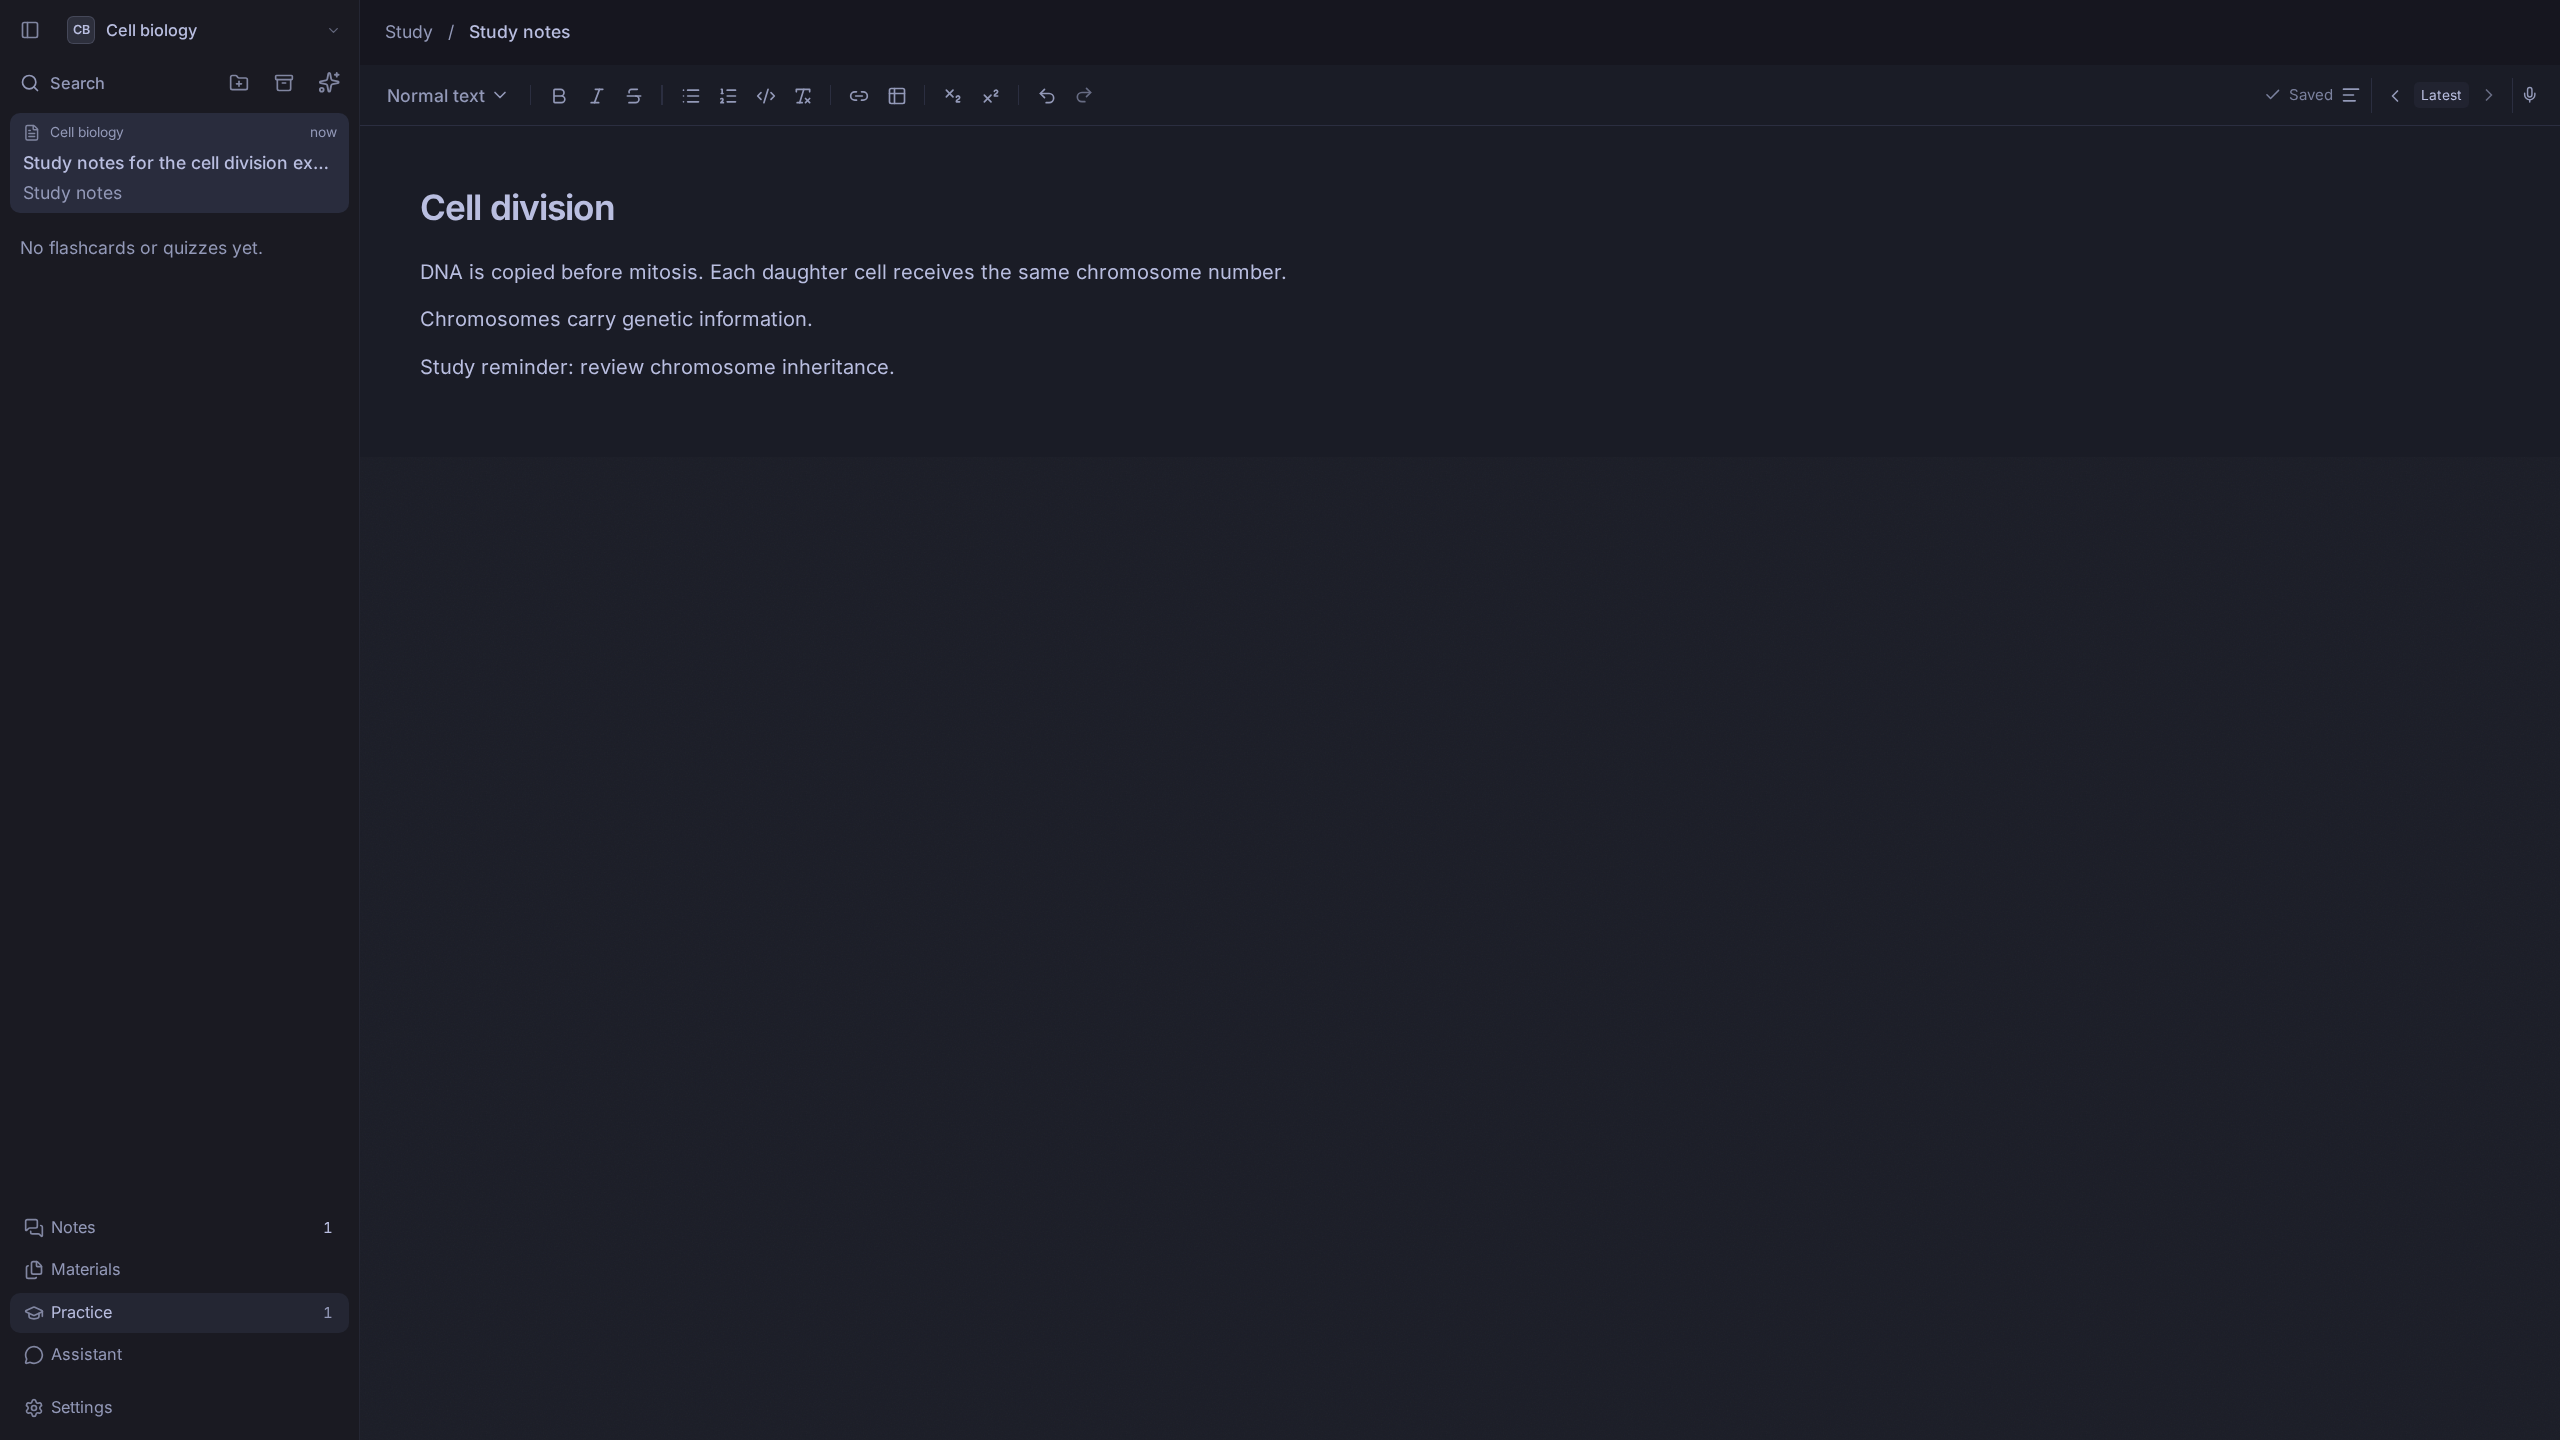 CB Cell biology
Search
Cell biology now
Study notes for the cell division ex...
Study notes
No flashcards or quizzes yet.
Notes 1
Materials
Practice 1
Assistant
Settings
Study / Study notes
Normal text
Saved
Latest
Cell division
DNA is copied before mitosis. Each daughter cell receives the same chromosome number.
Chromosomes carry genetic information.
Study reminder: review chromosome inheritance.